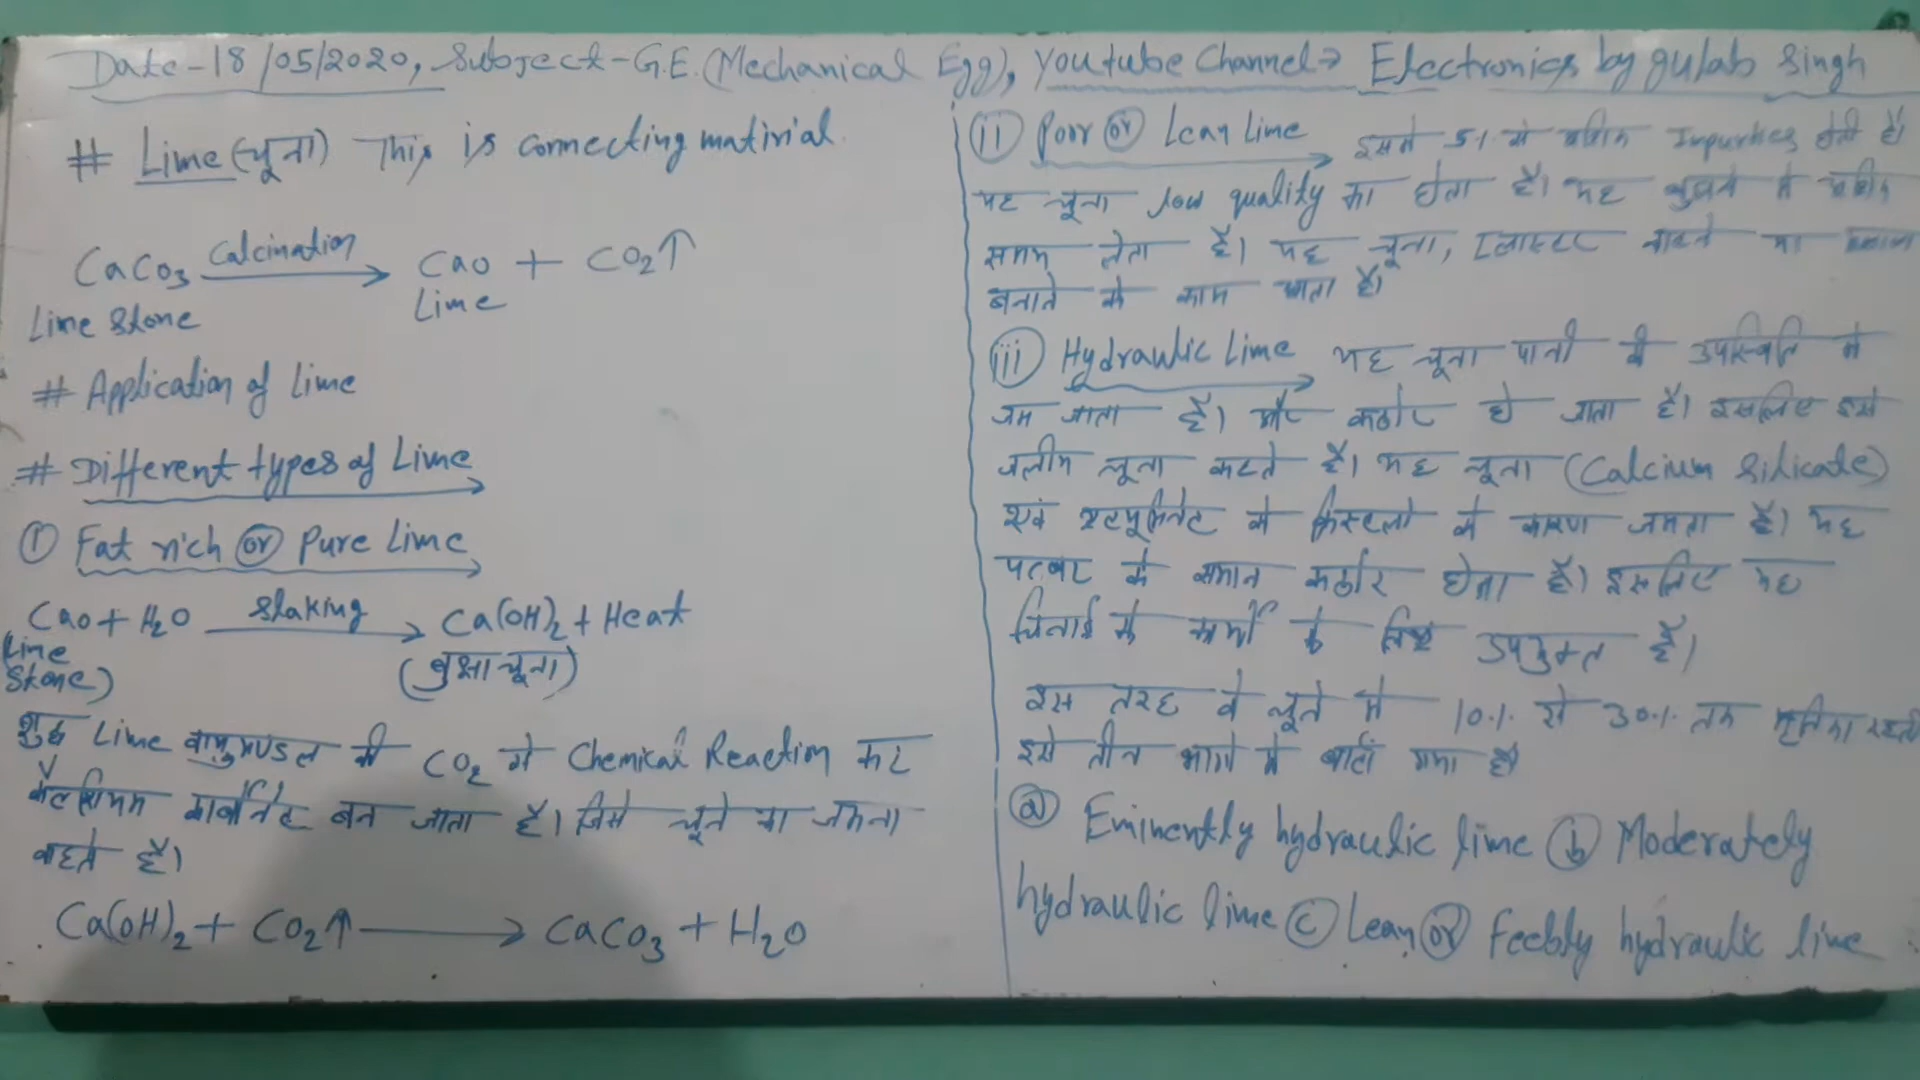 Date-18/05/2020, Subject-G.E.(Mechanical Egg), Youtube Channel→ Electronics by gulab Singh
# Lime (चूना) This is connecting matirial.
CaCo3 Calcination → Cao + CO2↑
Lime Stone Lime
# Application of Lime
# Different types of Lime
① Fat rich or Pure Lime
Cao + H2O Slaking → Ca(OH)2 + Heat
(Line Stone) (बुझा चूना)
शुद्ध Lime वायुमण्डल की CO2 से Chemical Reaction कर
कैल्शियम कार्बोनेट बन जाता है। जिसे चूने का जमना
कहते है।
Ca(OH)2 + CO2↑ → CaCO3 + H2O
(ii) Poor or Lean Lime इसमे 5% से अधिक Impurities होती है।
यह चूना low quality का होता है। यह बुझने मे अधिक
समय लेता है। यह चूना, प्लास्टर करने या
बनाने के काम आता है।
(iii) Hydraulic Lime यह चूना पानी की उपस्थिति मे
जम जाता है। और कठोर हो जाता है। इसलिए इसे
जलीय चूना कहते है। यह चूना (Calcium Silicate)
एवं के क्रिस्टलो के कारण जमता है। यह
पत्थर के समान कठोर होता है। इसलिए यह
चिनाई के कार्यो के लिए उपयुक्त है।
इस तरह के चूने मे 10% से 30% तक मृतिका रहती
इसे तीन भागो मे बाटाँ गया है।
(a) Eminently hydraulic lime (b) Moderately
hydraulic lime (c) Lean or Feebly hydraulic line